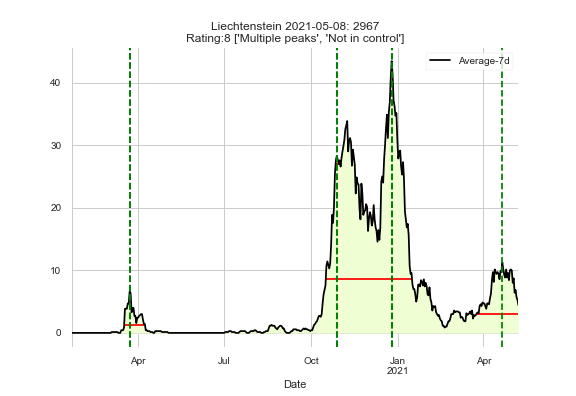 Liechtenstein 2021-05-08: 2967
Rating:8 ['Multiple peaks', 'Not in control']
Average-7d
40
30
20
10
0
Apr
Jul
Oct
Jan
2021
Apr
Date